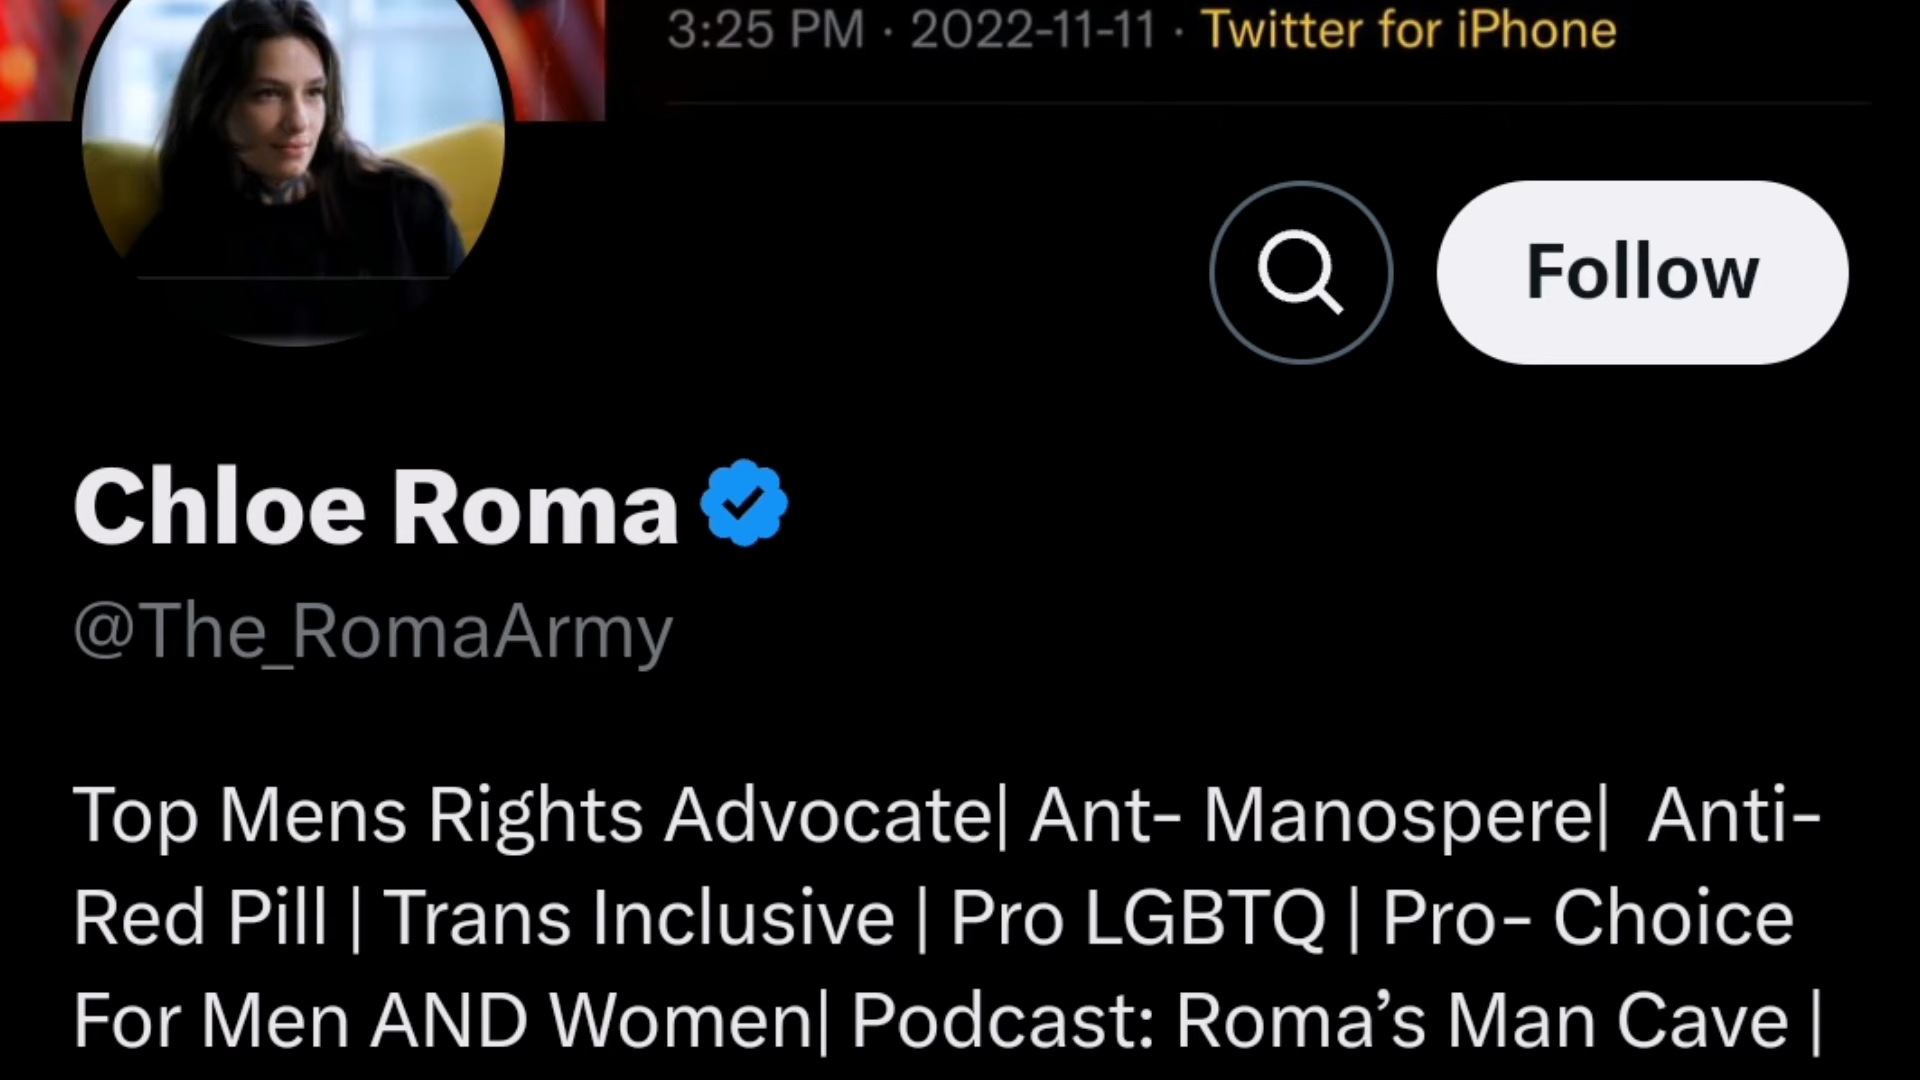 3:25 PM · 2022-11-11 · Twitter for iPhone
Follow
Chloe Roma
@The_RomaArmy
Top Mens Rights Advocate| Ant- Manospere|  Anti-
Red Pill | Trans Inclusive | Pro LGBTQ | Pro- Choice
For Men AND Women| Podcast: Roma’s Man Cave |